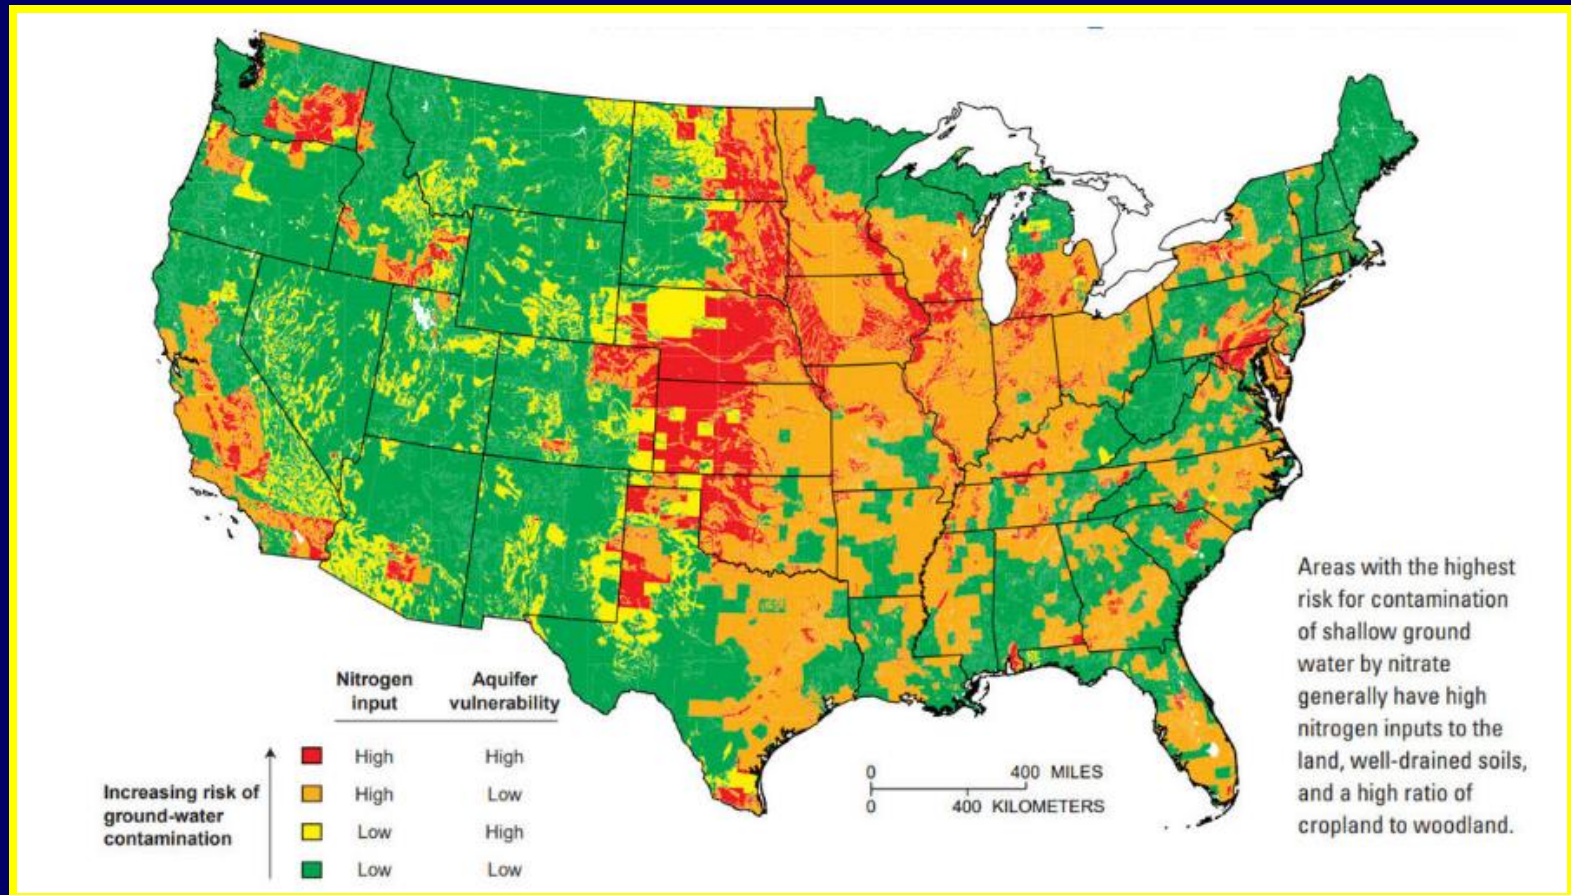 Nitrogen input
Aquifer vulnerability
High High
High Low
Low High
Low Low
Increasing risk of
ground-water
contamination
0 400 MILES
0 400 KILOMETERS
Areas with the highest
risk for contamination
of shallow ground
water by nitrate
generally have high
nitrogen inputs to the
land, well-drained soils,
and a high ratio of
cropland to woodland.